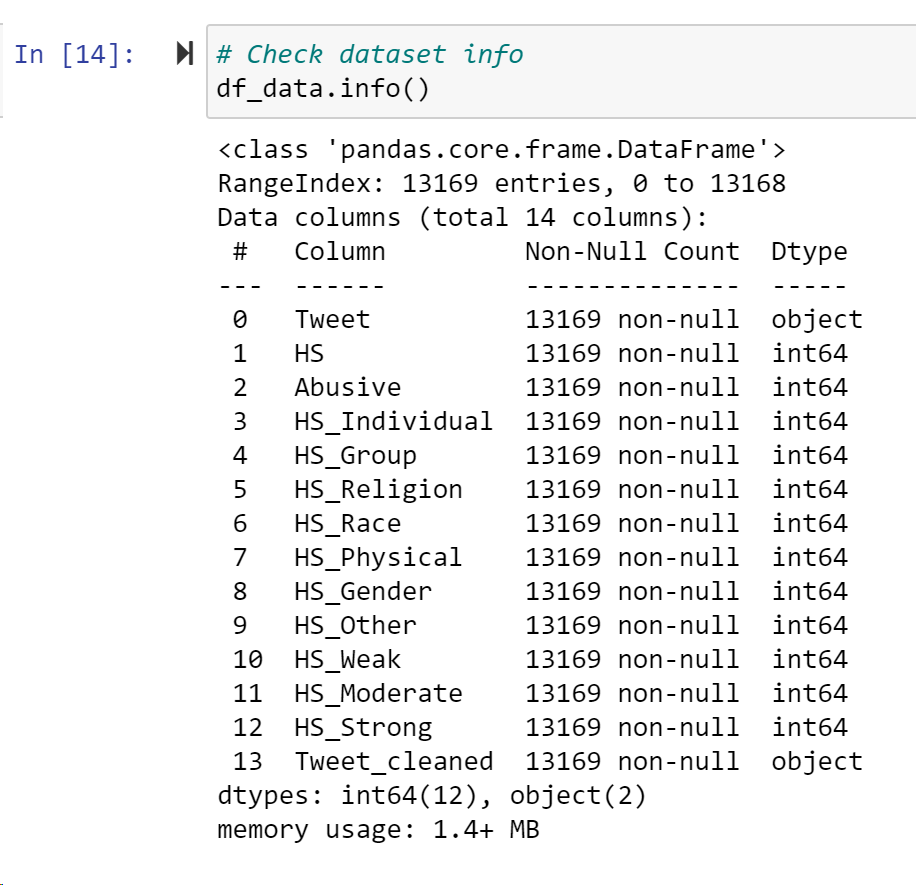 In [14]:
# Check dataset info
df_data.info()
<class 'pandas.core.frame.DataFrame'>
RangeIndex: 13169 entries, 0 to 13168
Data columns (total 14 columns):
 #   Column         Non-Null Count  Dtype
---  ------         --------------  -----
 0   Tweet          13169 non-null  object
 1   HS             13169 non-null  int64
 2   Abusive        13169 non-null  int64
 3   HS_Individual  13169 non-null  int64
 4   HS_Group       13169 non-null  int64
 5   HS_Religion    13169 non-null  int64
 6   HS_Race        13169 non-null  int64
 7   HS_Physical    13169 non-null  int64
 8   HS_Gender      13169 non-null  int64
 9   HS_Other       13169 non-null  int64
 10  HS_Weak        13169 non-null  int64
 11  HS_Moderate    13169 non-null  int64
 12  HS_Strong      13169 non-null  int64
 13  Tweet_cleaned  13169 non-null  object
dtypes: int64(12), object(2)
memory usage: 1.4+ MB